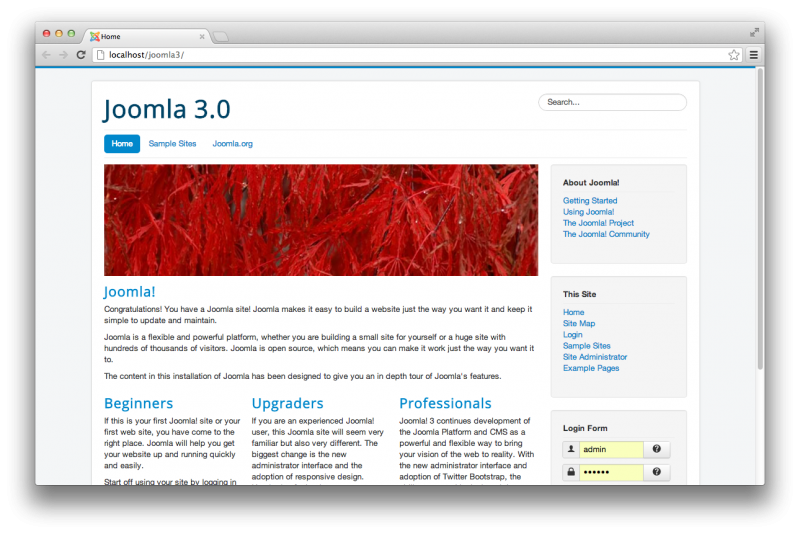 Home
localhost/joomla3/
Joomla 3.0
Search...
Home
Sample Sites
Joomla.org
Joomla!
Congratulations! You have a Joomla site! Joomla makes it easy to build a website just the way you want it and keep it
simple to update and maintain.
Joomla is a flexible and powerful platform, whether you are building a small site for yourself or a huge site with
hundreds of thousands of visitors. Joomla is open source, which means you can make it work just the way you want it
to.
The content in this installation of Joomla has been designed to give you an in depth tour of Joomla's features.
Beginners
If this is your first Joomla! site or your
first web site, you have come to the
right place. Joomla will help you get
your website up and running quickly
and easily.
Start off using your site by logging in
Upgraders
If you are an experienced Joomla!
user, this Joomla site will seem very
familiar but also very different. The
biggest change is the new
administrator interface and the
adoption of responsive design.
Professionals
Joomla! 3 continues development of
the Joomla Platform and CMS as a
powerful and flexible way to bring
your vision of the web to reality. With
the new administrator interface and
adoption of Twitter Bootstrap, the
About Joomla!
Getting Started
Using Joomla!
The Joomla! Project
The Joomla! Community
This Site
Home
Site Map
Login
Sample Sites
Site Administrator
Example Pages
Login Form
admin
••••••